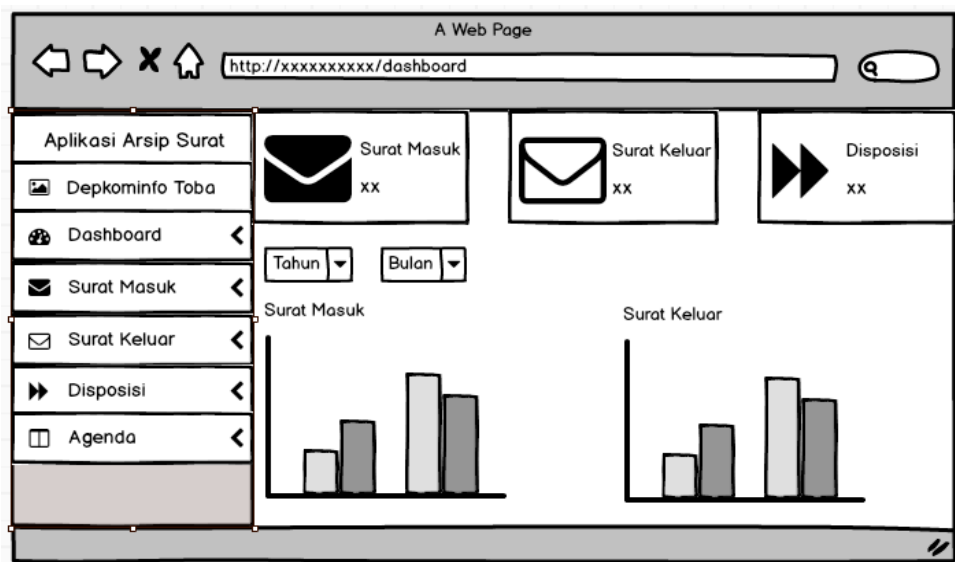 A Web Page
http://xxxxxxxxxx/dashboard
Aplikasi Arsip Surat
Depkominfo Toba
Dashboard
Surat Masuk
Surat Keluar
Disposisi
Agenda
Surat Masuk
xx
Surat Keluar
xx
Disposisi
xx
Tahun
Bulan
Surat Masuk
Surat Keluar